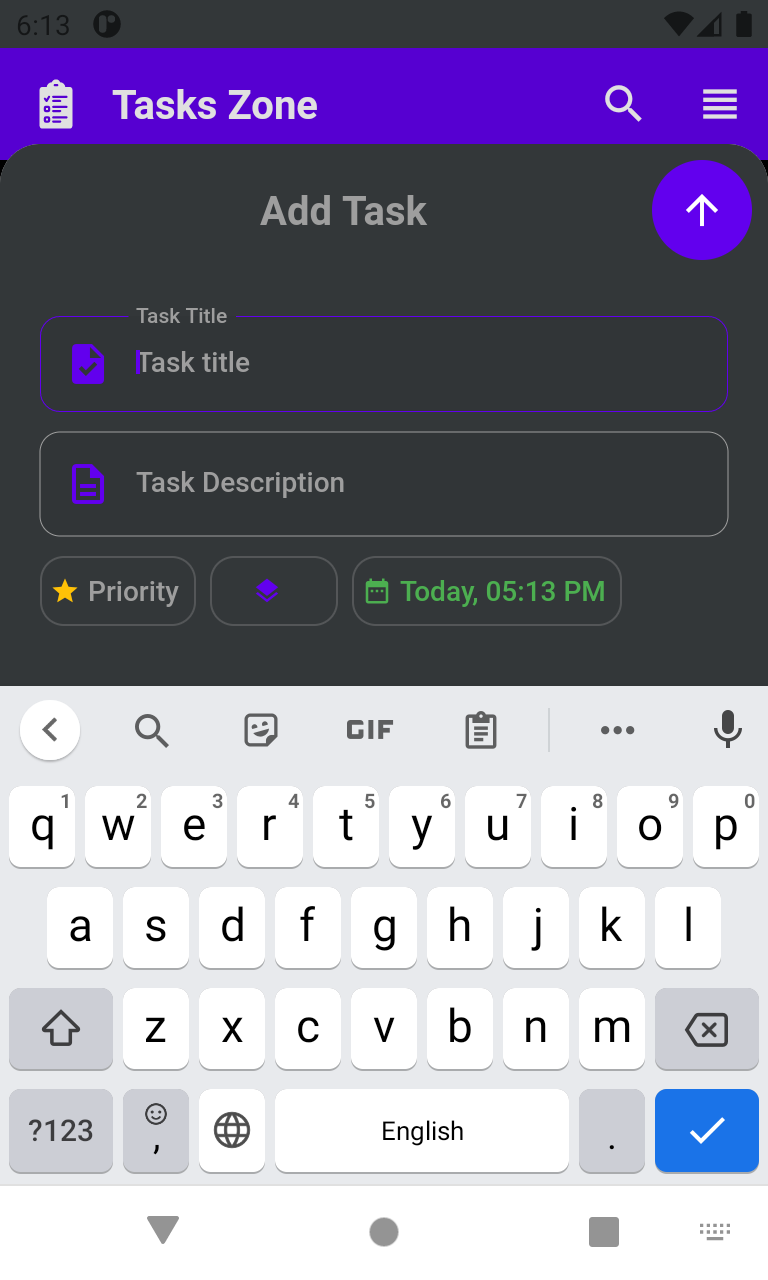 6:13
Tasks Zone
Add Task
Task Title
Task title
Task Description
Priority
Today, 05:13 PM
GIF
q 1 w 2 e 3 r 4 t 5 y 6 u 7 i 8 o 9 p 0
a s d f g h j k l
z x c v b n m
?123 , English .